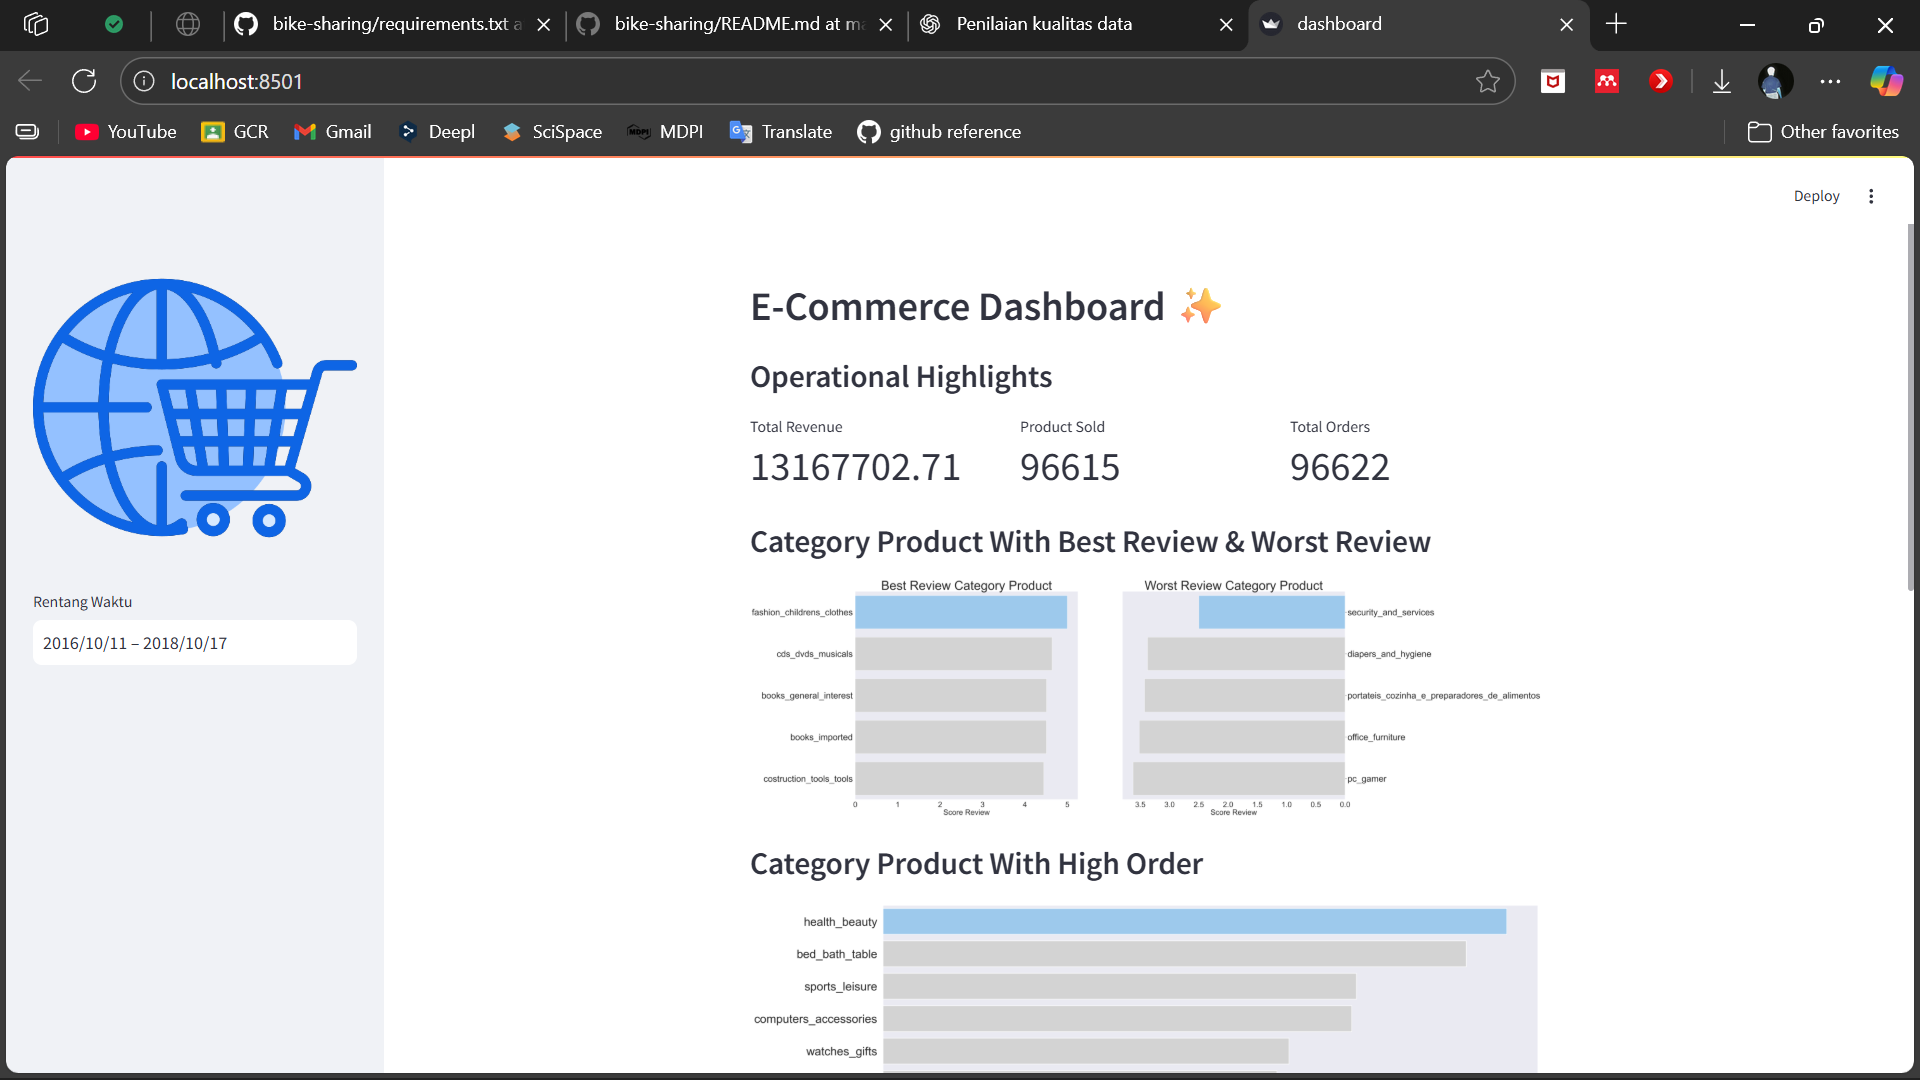 bike-sharing/requirements.txt a
bike-sharing/README.md at ma
Penilaian kualitas data
dashboard
localhost:8501
YouTube
GCR
Gmail
Deepl
SciSpace
MDPI
MDPI
Translate
github reference
Other favorites
Deploy
Rentang Waktu
2016/10/11 – 2018/10/17
E-Commerce Dashboard ✨
Operational Highlights
Total Revenue
Product Sold
Total Orders
13167702.71
96615
96622
Category Product With Best Review & Worst Review
Best Review Category Product
fashion_childrens_clothes
cds_dvds_musicals
books_general_interest
books_imported
costruction_tools_tools
0 1 2 3 4 5
Score Review
Worst Review Category Product
security_and_services
diapers_and_hygiene
portateis_cozinha_e_preparadores_de_alimentos
office_furniture
pc_gamer
3.5 3.0 2.5 2.0 1.5 1.0 0.5 0.0
Score Review
Category Product With High Order
health_beauty
bed_bath_table
sports_leisure
computers_accessories
watches_gifts